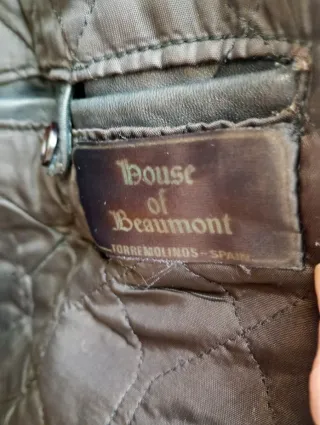 House
of
Beaumont
TORREMOLINOS-SPAIN